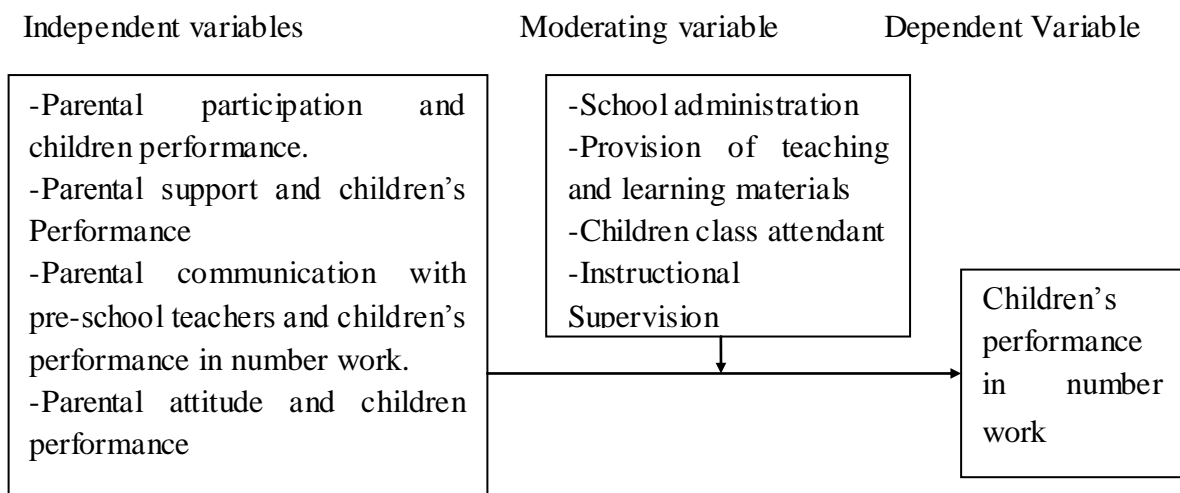 Independent variables
Moderating variable
Dependent Variable
-Parental participation and
children performance.
-Parental support and children’s
Performance
-Parental communication with
pre-school teachers and children’s
performance in number work.
-Parental attitude and children
performance
-School administration
-Provision of teaching
and learning materials
-Children class attendant
-Instructional
Supervision
Children’s
performance
in number
work